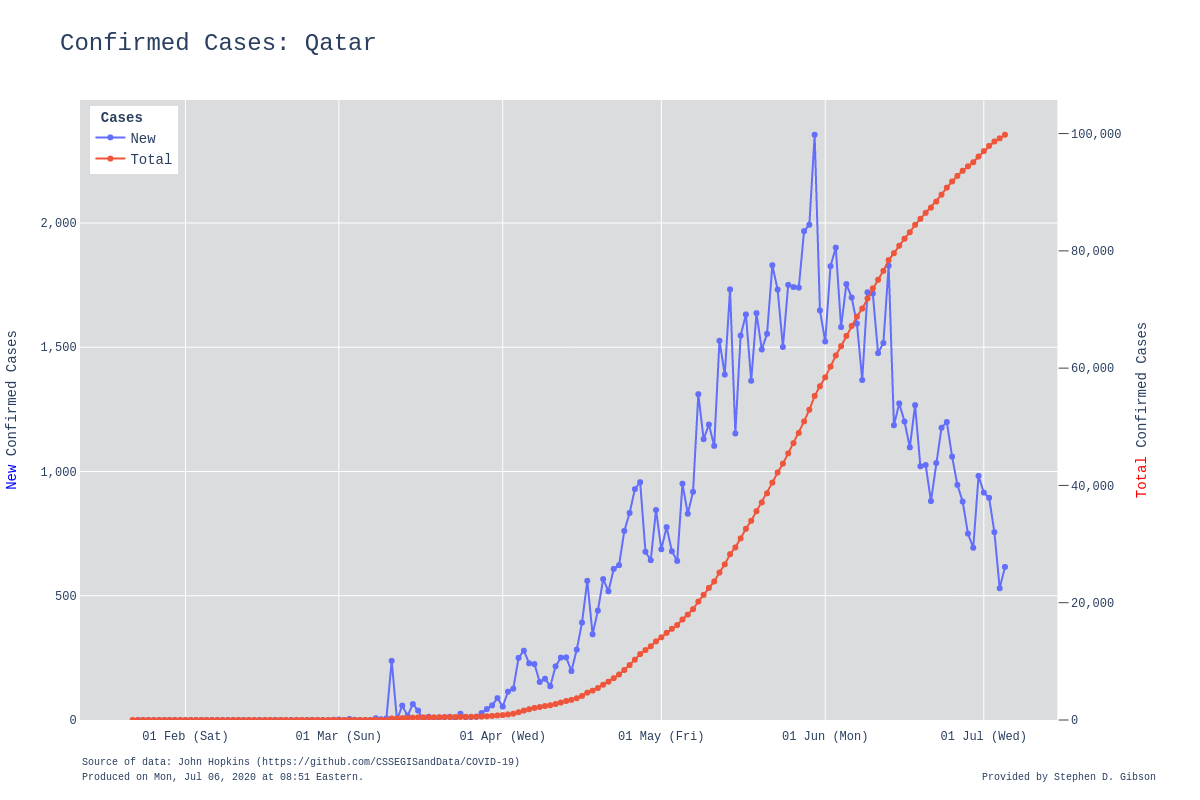 Confirmed Cases: Qatar
Cases
New
Total
2,000
1,500
1,000
500
0
100,000
80,000
60,000
40,000
20,000
0
New Confirmed Cases
Total Confirmed Cases
01 Feb (Sat)
01 Mar (Sun)
01 Apr (Wed)
01 May (Fri)
01 Jun (Mon)
01 Jul (Wed)
Source of data: John Hopkins (https://github.com/CSSEGISandData/COVID-19)
Produced on Mon, Jul 06, 2020 at 08:51 Eastern.
Provided by Stephen D. Gibson